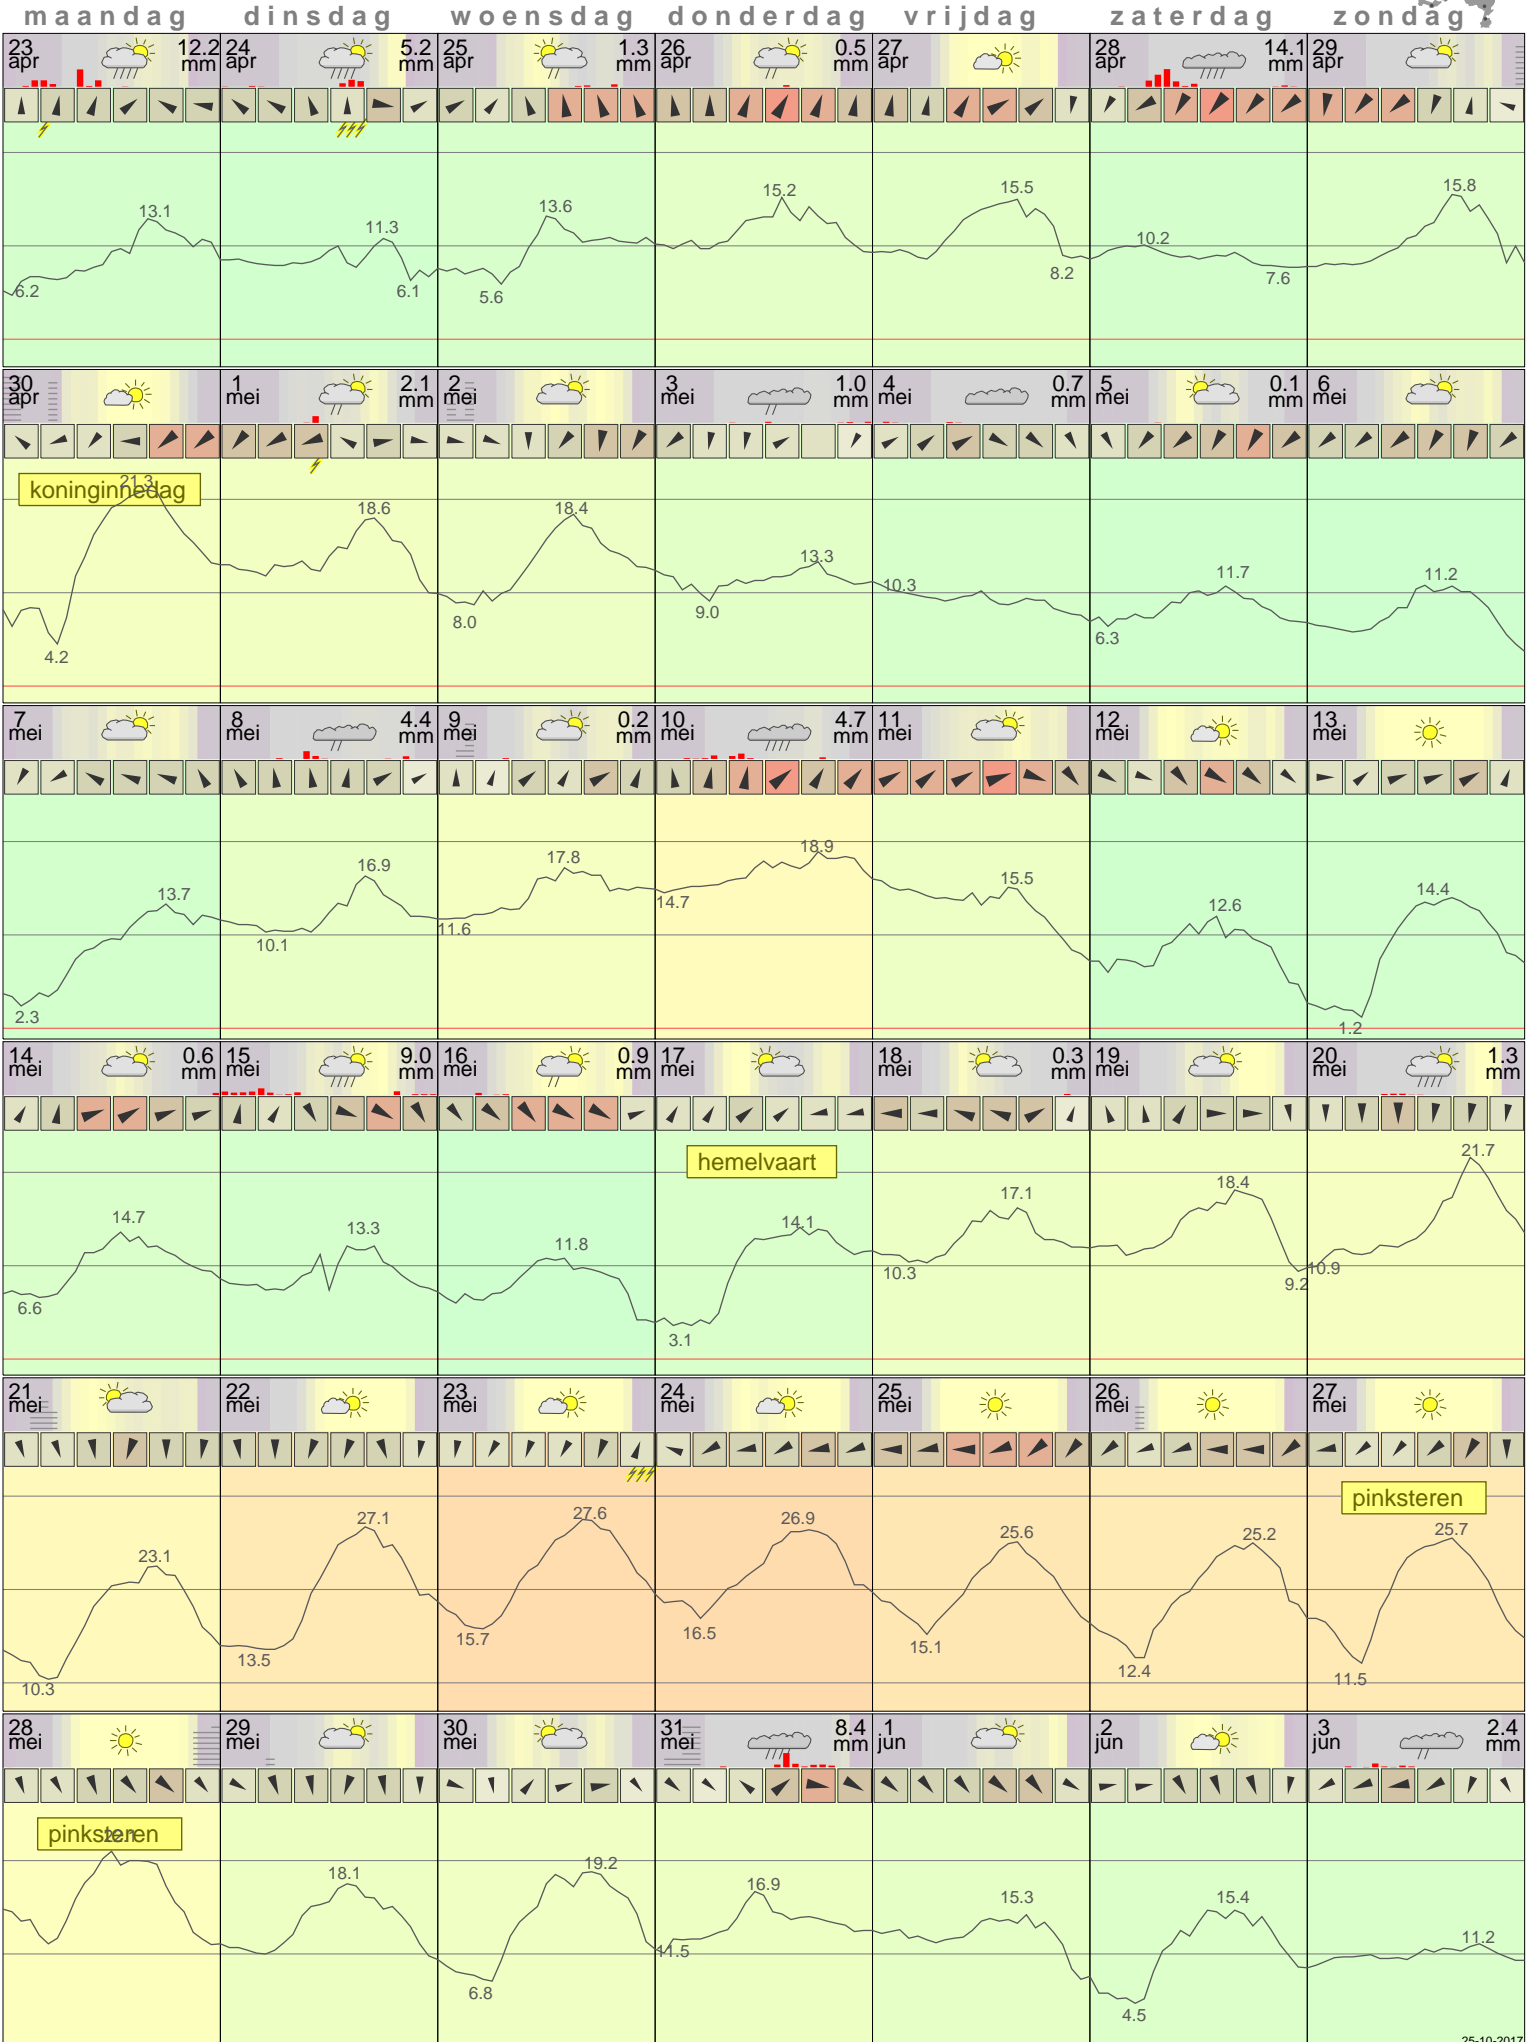 maandag dinsdag woensdag donderdag vrijdag zaterdag zondag
23 apr 12.2 mm 24 apr 5.2 mm 25 apr 1.3 mm 26 apr 0.5 mm 27 apr 28 apr 14.1 mm 29 apr
6.2 13.1 11.3 6.1 5.6 13.6 15.2 15.5 8.2 10.2 7.6 15.8
30 apr 1 mei 2.1 mm 2 mei 3 mei 1.0 mm 4 mei 0.7 mm 5 mei 0.1 mm 6 mei
koninginnedag
4.2 21.3 18.6 8.0 18.4 9.0 13.3 10.3 6.3 11.7 11.2
7 mei 8 mei 4.4 mm 9 mei 0.2 mm 10 mei 4.7 mm 11 mei 12 mei 13 mei
2.3 13.7 10.1 16.9 11.6 17.8 14.7 18.9 15.5 12.6 1.2 14.4
14 mei 0.6 mm 15 mei 9.0 mm 16 mei 0.9 mm 17 mei 18 mei 0.3 mm 19 mei 20 mei 1.3 mm
hemelvaart
6.6 14.7 13.3 11.8 3.1 14.1 10.3 17.1 18.4 9.2 10.9 21.7
21 mei 22 mei 23 mei 24 mei 25 mei 26 mei 27 mei
pinksteren
10.3 23.1 13.5 27.1 15.7 27.6 16.5 26.9 15.1 25.6 12.4 25.2 11.5 25.7
28 mei 29 mei 30 mei 31 mei 8.4 mm 1 jun 2 jun 3 jun 2.4 mm
pinksteren
18.1 6.8 19.2 11.5 16.9 15.3 4.5 15.4 11.2
25-10-2017